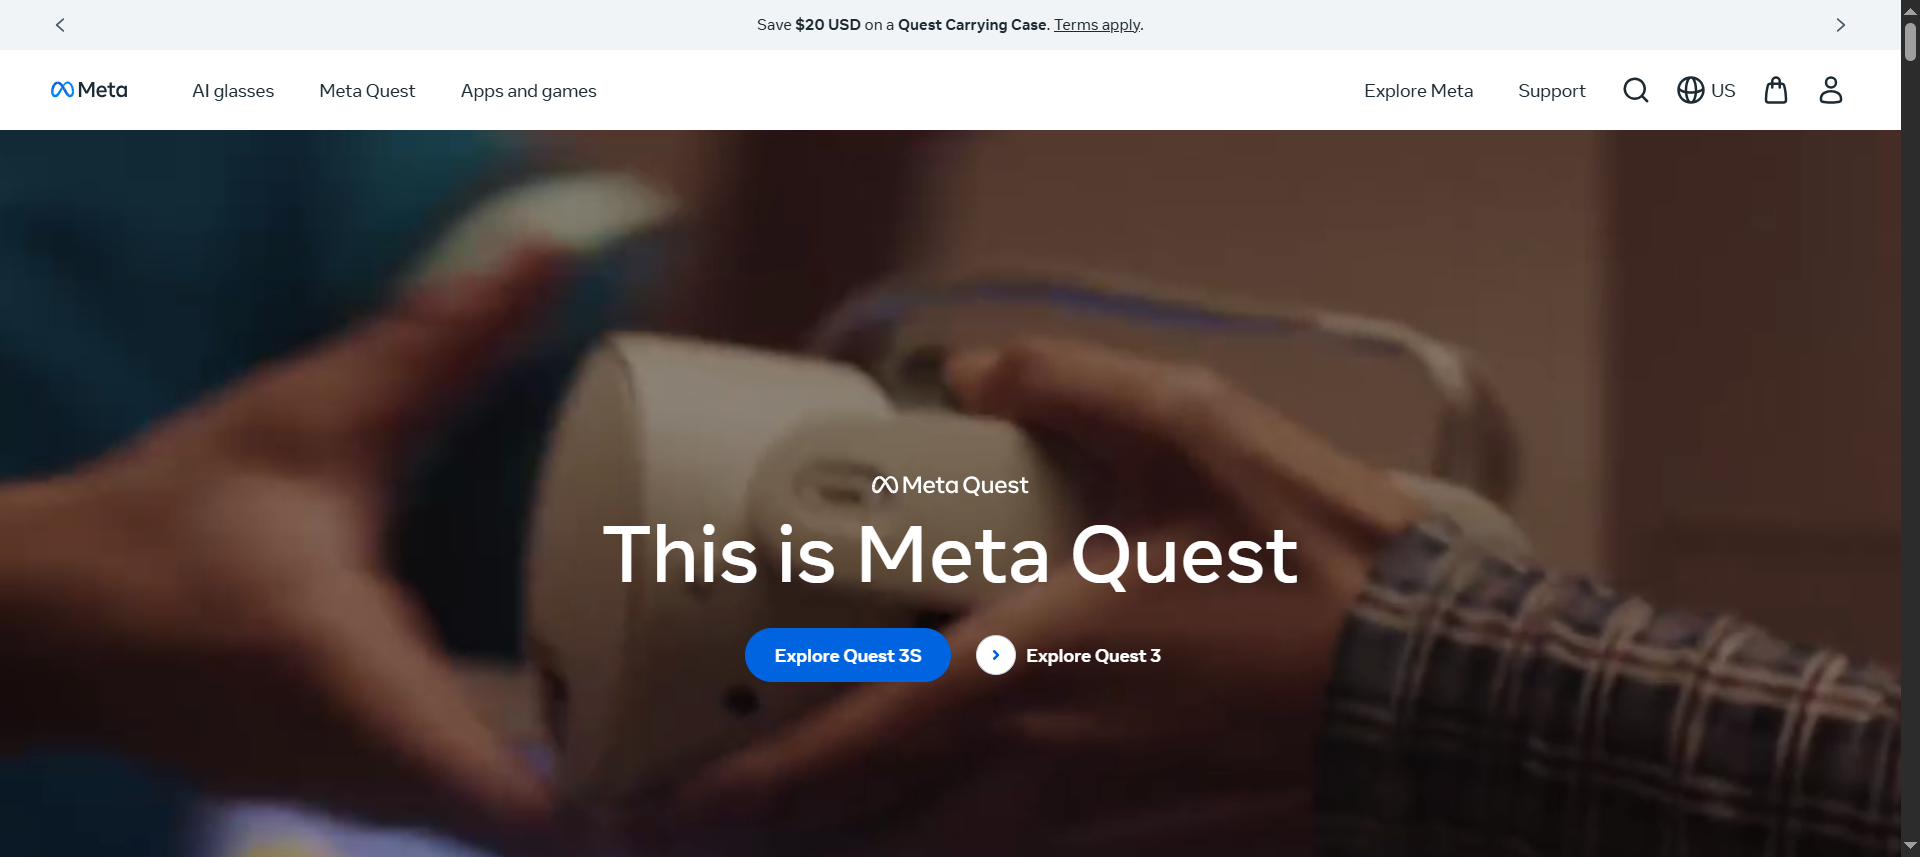 Save $20 USD on a Quest Carrying Case. Terms apply.
Meta
AI glasses
Meta Quest
Apps and games
Explore Meta
Support
US
Meta Quest
This is Meta Quest
Explore Quest 3S
Explore Quest 3